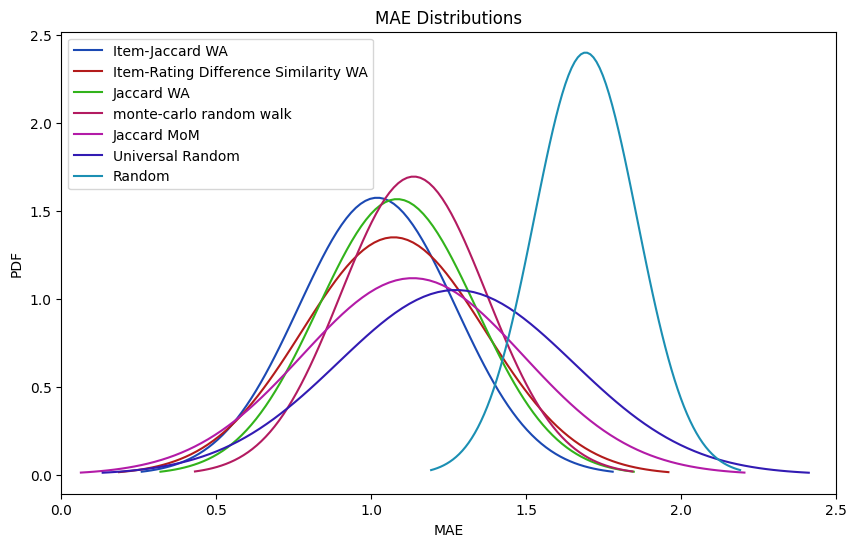 MAE Distributions
2.5
2.0
1.5
1.0
0.5
0.0
PDF
Item-Jaccard WA
Item-Rating Difference Similarity WA
Jaccard WA
monte-carlo random walk
Jaccard MoM
Universal Random
Random
0.0 0.5 1.0 1.5 2.0 2.5
MAE